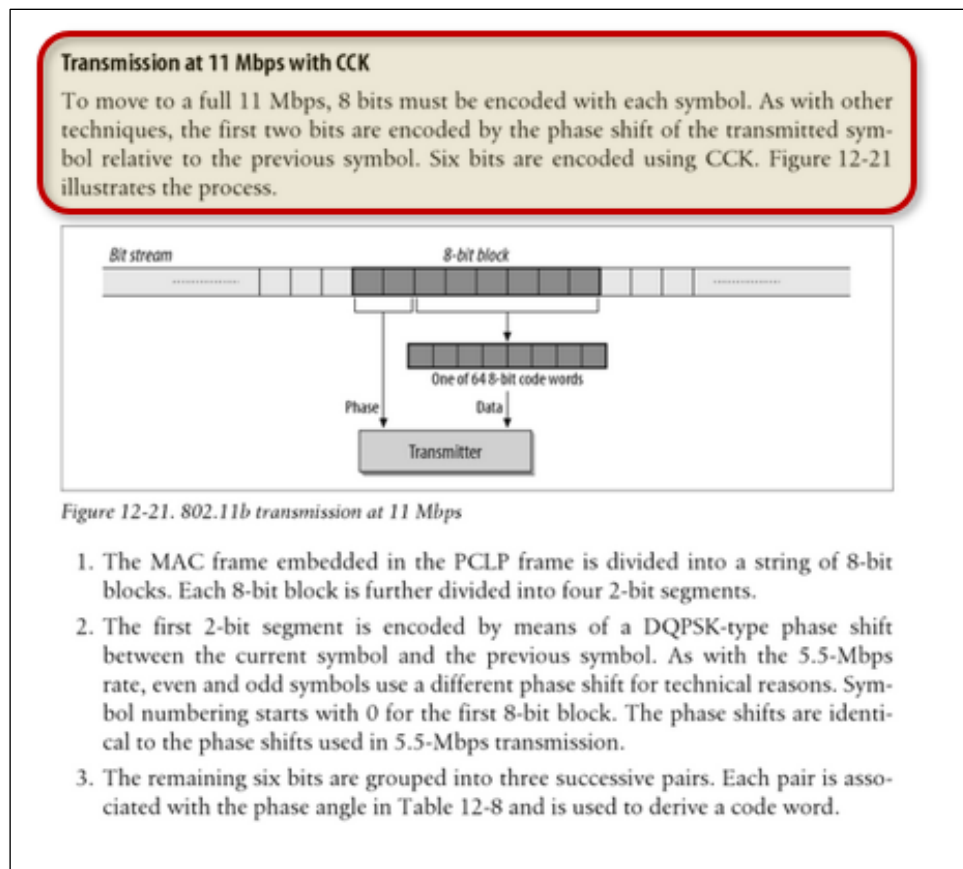 Transmission at 11 Mbps with CCK
To move to a full 11 Mbps, 8 bits must be encoded with each symbol. As with other
techniques, the first two bits are encoded by the phase shift of the transmitted sym-
bol relative to the previous symbol. Six bits are encoded using CCK. Figure 12-21
illustrates the process.
Bit stream
8-bit block
One of 64 8-bit code words
Phase
Data
Transmitter
Figure 12-21. 802.11b transmission at 11 Mbps
1. The MAC frame embedded in the PCLP frame is divided into a string of 8-bit
blocks. Each 8-bit block is further divided into four 2-bit segments.
2. The first 2-bit segment is encoded by means of a DQPSK-type phase shift
between the current symbol and the previous symbol. As with the 5.5-Mbps
rate, even and odd symbols use a different phase shift for technical reasons. Sym-
bol numbering starts with 0 for the first 8-bit block. The phase shifts are identi-
cal to the phase shifts used in 5.5-Mbps transmission.
3. The remaining six bits are grouped into three successive pairs. Each pair is asso-
ciated with the phase angle in Table 12-8 and is used to derive a code word.